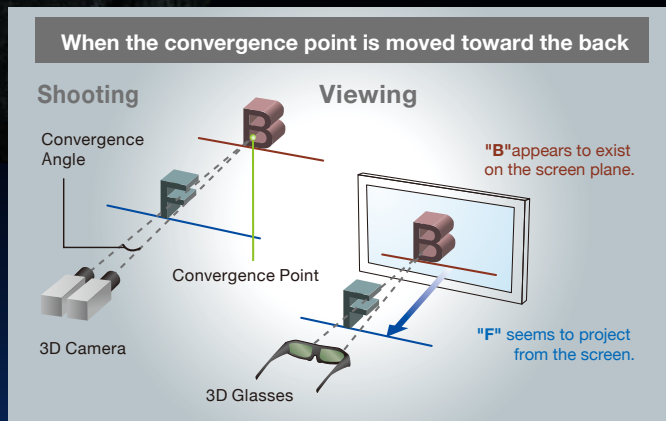 When the convergence point is moved toward the back
Shooting
Viewing
Convergence
Angle
B
F
Convergence Point
3D Camera
"B"appears to exist
on the screen plane.
B
F
"F" seems to project
from the screen.
3D Glasses